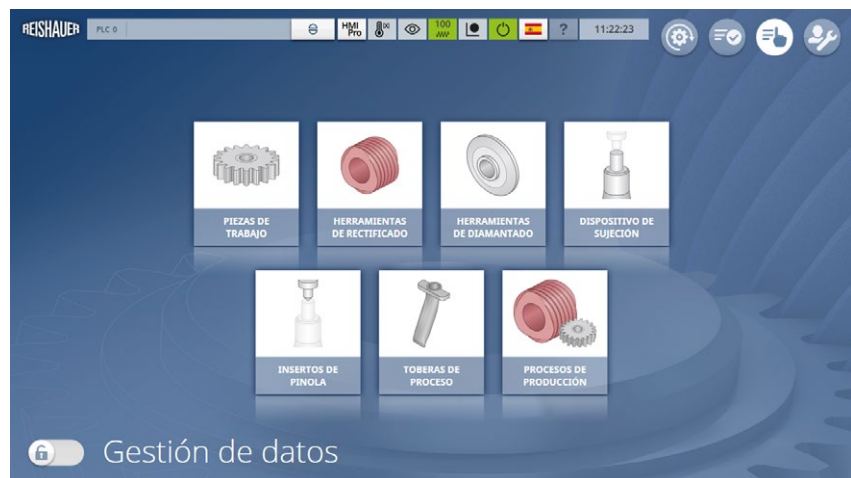 REISHAUER
PLC 0
HMI
Pro
100
?
11:22:23
PIEZAS DE
TRABAJO
HERRAMIENTAS
DE RECTIFICADO
HERRAMIENTAS
DE DIAMANTADO
DISPOSITIVO DE
SUJECIÓN
INSERTOS DE
PINOLA
TOBERAS DE
PROCESO
PROCESOS DE
PRODUCCIÓN
Gestión de datos